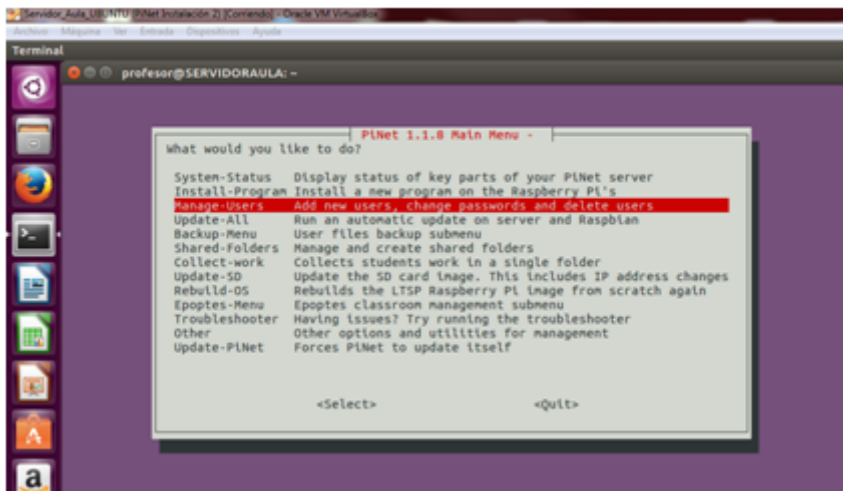 Servidor_Aula_UBUNTU (PiNet Instalación 2) [Corriendo] - Oracle VM VirtualBox
Archivo Máquina Ver Entrada Dispositivos Ayuda
Terminal
profesor@SERVIDORAULA: ~
PiNet 1.1.8 Main Menu -
What would you like to do?
System-Status Display status of key parts of your PiNet server
Install-Program Install a new program on the Raspberry Pi's
Manage-Users Add new users, change passwords and delete users
Update-All Run an automatic update on server and Raspbian
Backup-Menu User files backup submenu
Shared-Folders Manage and create shared folders
Collect-work Collects students work in a single folder
Update-SD Update the SD card image. This includes IP address changes
Rebuild-OS Rebuilds the LTSP Raspberry Pi image from scratch again
Epoptes-Menu Epoptes classroom management submenu
Troubleshooter Having issues? Try running the troubleshooter
Other Other options and utilities for management
Update-PiNet Forces PiNet to update itself
<Select> <Quit>